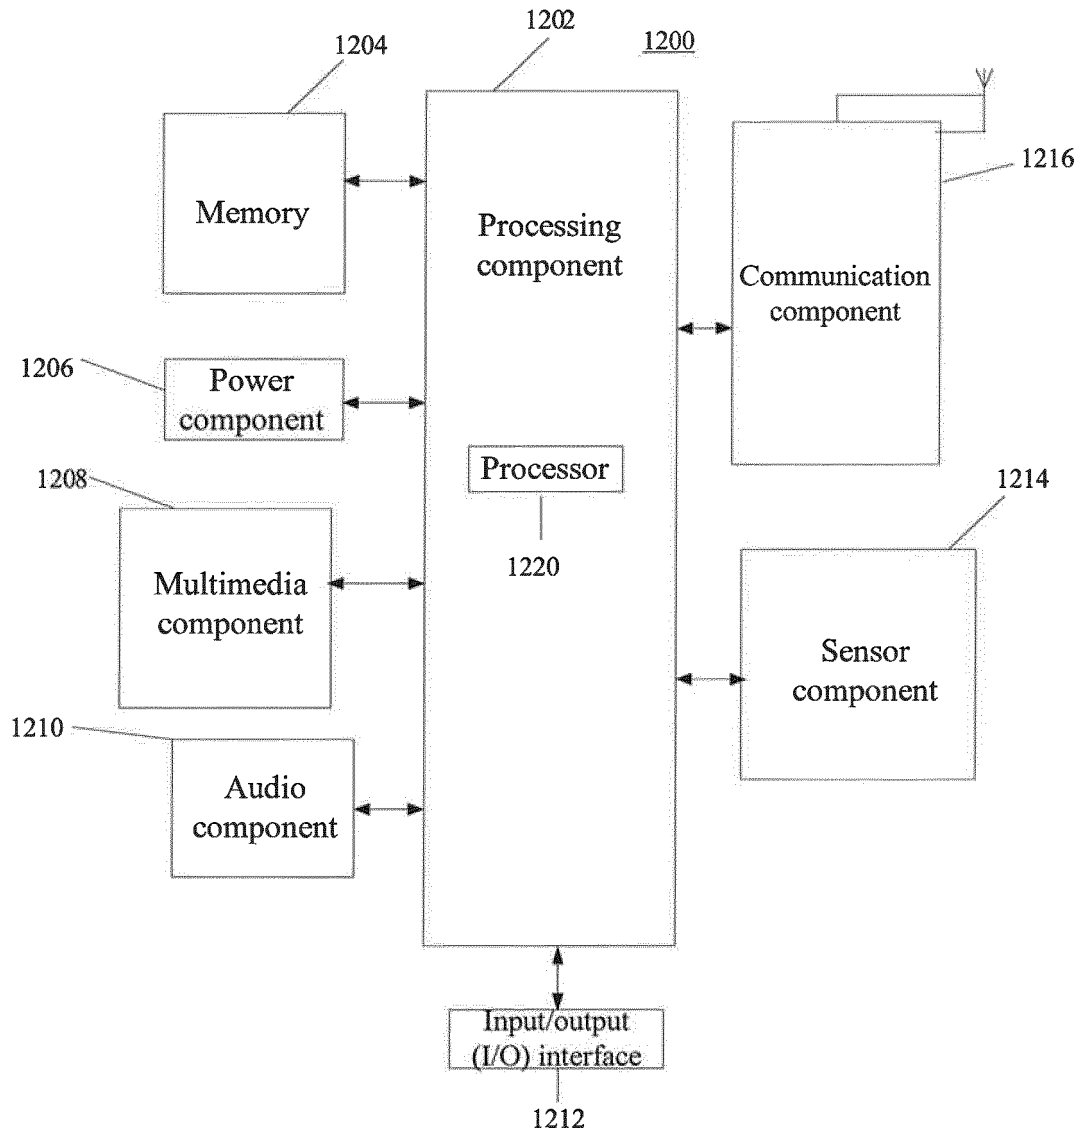 1202
1200
1204
1216
Memory
Processing
component
Communication
component
1206
Power
component
Processor
1208
1214
1220
Multimedia
component
Sensor
component
1210
Audio
component
Input/output
(I/O) interface
1212